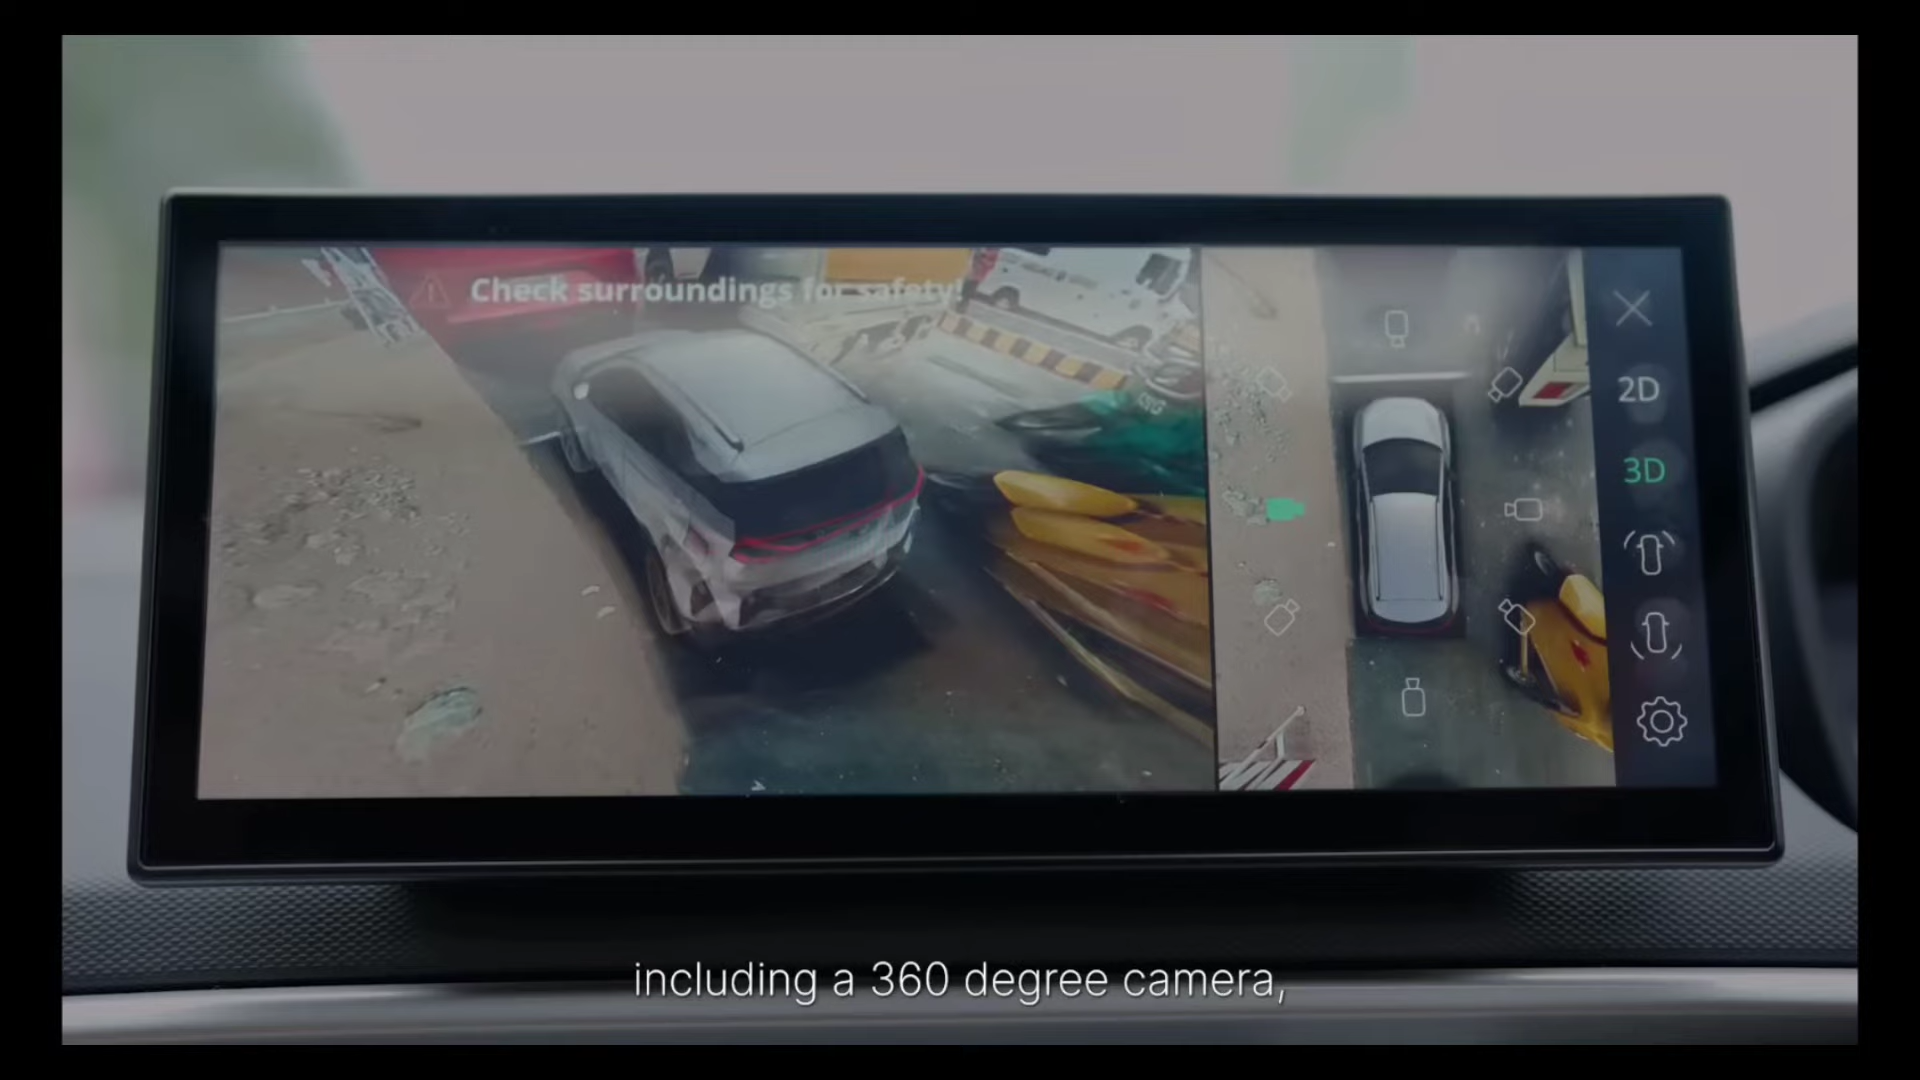 Check surroundings for safety!
2D
3D
including a 360 degree camera,